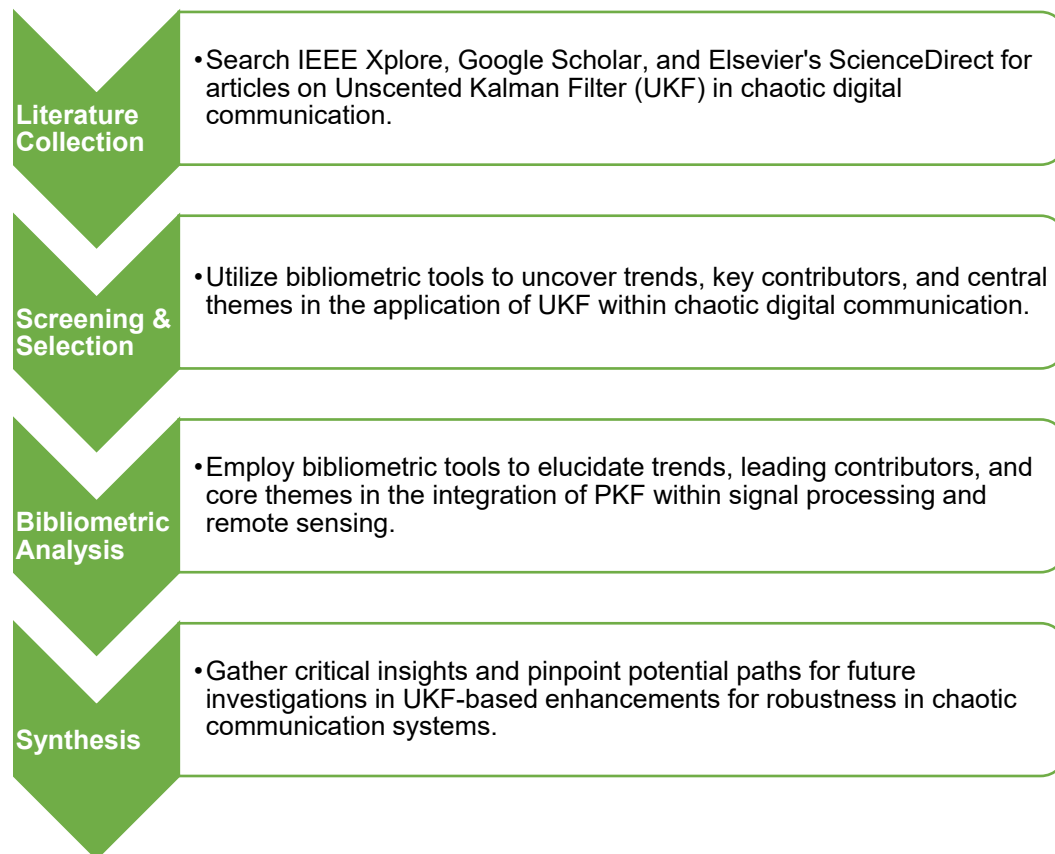 Literature
Collection
•Search IEEE Xplore, Google Scholar, and Elsevier's ScienceDirect for
articles on Unscented Kalman Filter (UKF) in chaotic digital
communication.
Screening &
Selection
•Utilize bibliometric tools to uncover trends, key contributors, and central
themes in the application of UKF within chaotic digital communication.
Bibliometric
Analysis
•Employ bibliometric tools to elucidate trends, leading contributors, and
core themes in the integration of PKF within signal processing and
remote sensing.
Synthesis
•Gather critical insights and pinpoint potential paths for future
investigations in UKF-based enhancements for robustness in chaotic
communication systems.